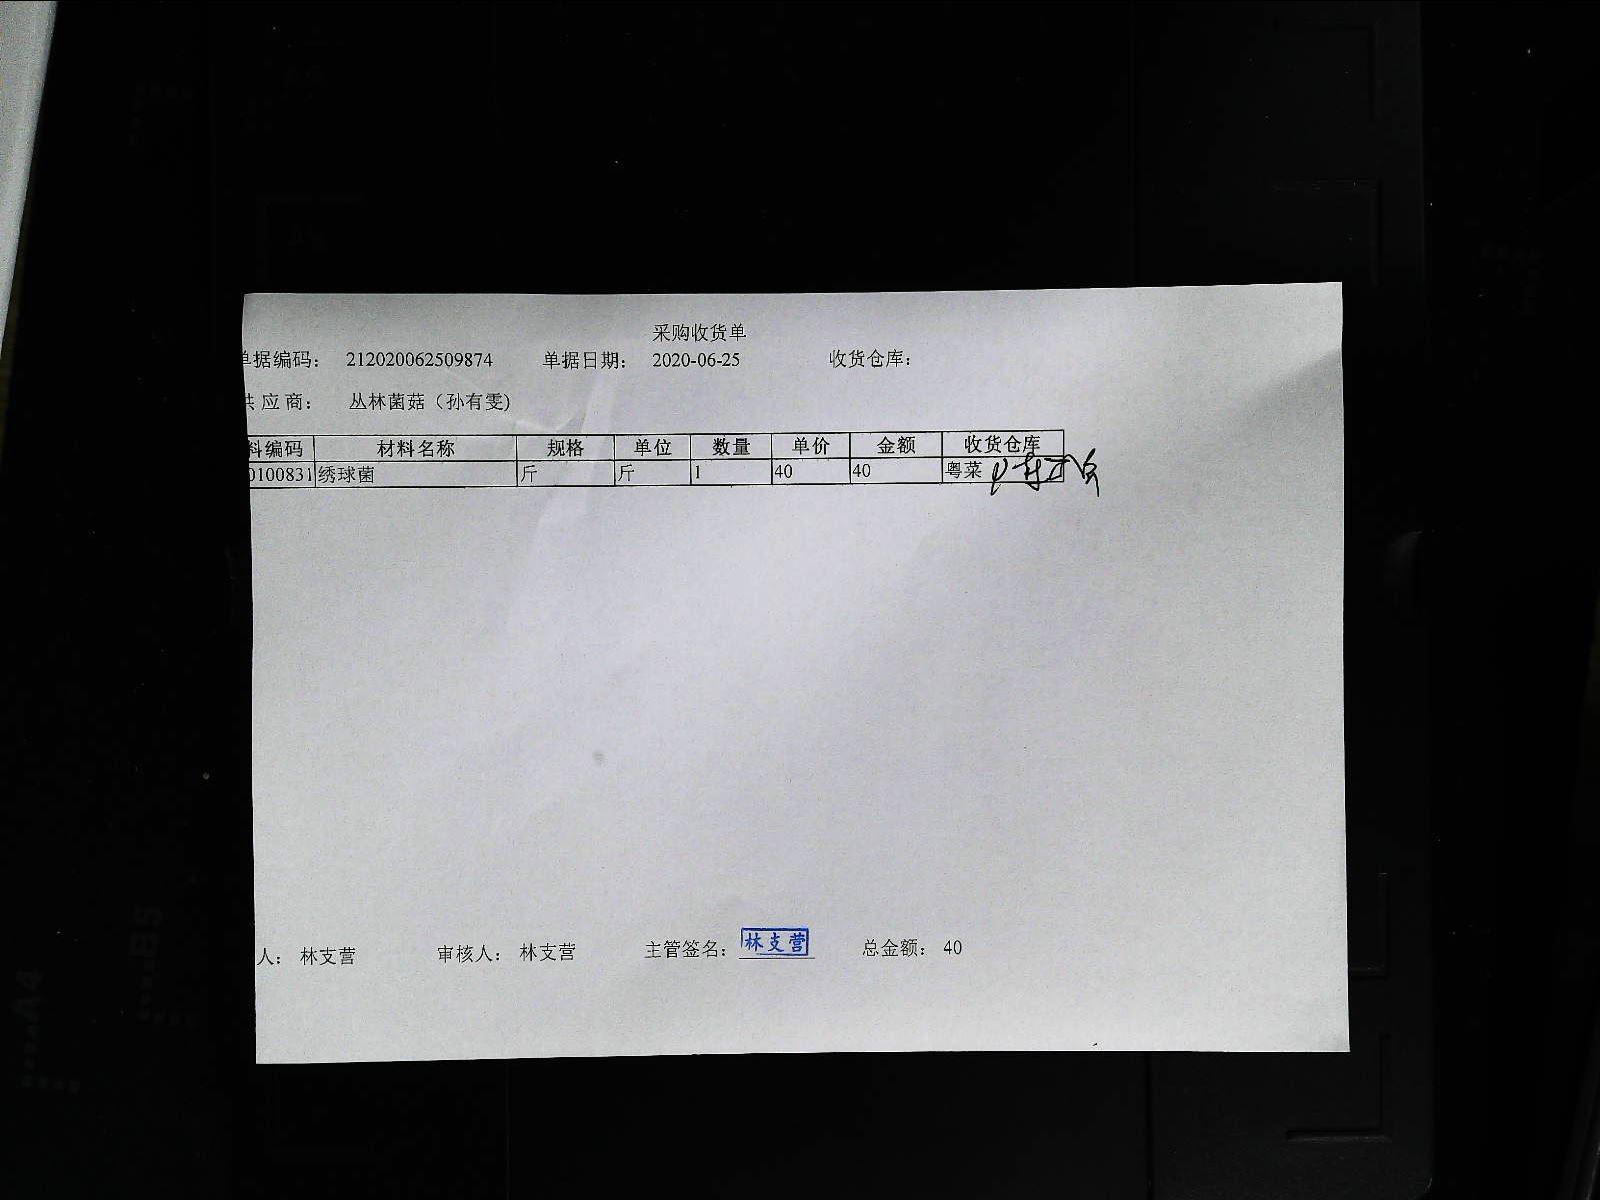 采购收货单
单据编码： 212020062509874 单据日期： 2020-06-25 收货仓库：
供应商： 丛林菌菇（孙有雯)
料编码 材料名称 规格 单位 数量 单价 金额 收货仓库
0100831 绣球菌 斤 斤 1 40 40 粤菜
人： 林支营 审核人： 林支营 主管签名： 林支营 总金额： 40